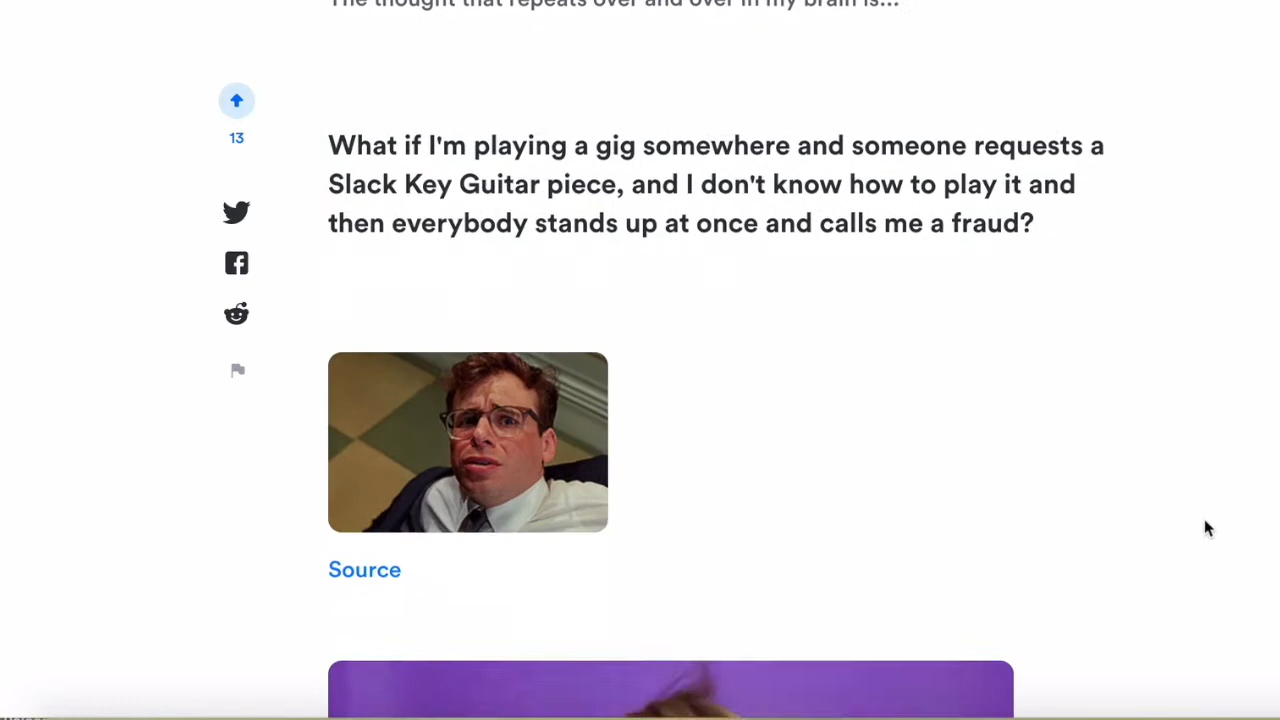 The thought that repeats over and over in my brain is...
13
What if I'm playing a gig somewhere and someone requests a
Slack Key Guitar piece, and I don't know how to play it and
then everybody stands up at once and calls me a fraud?
Source